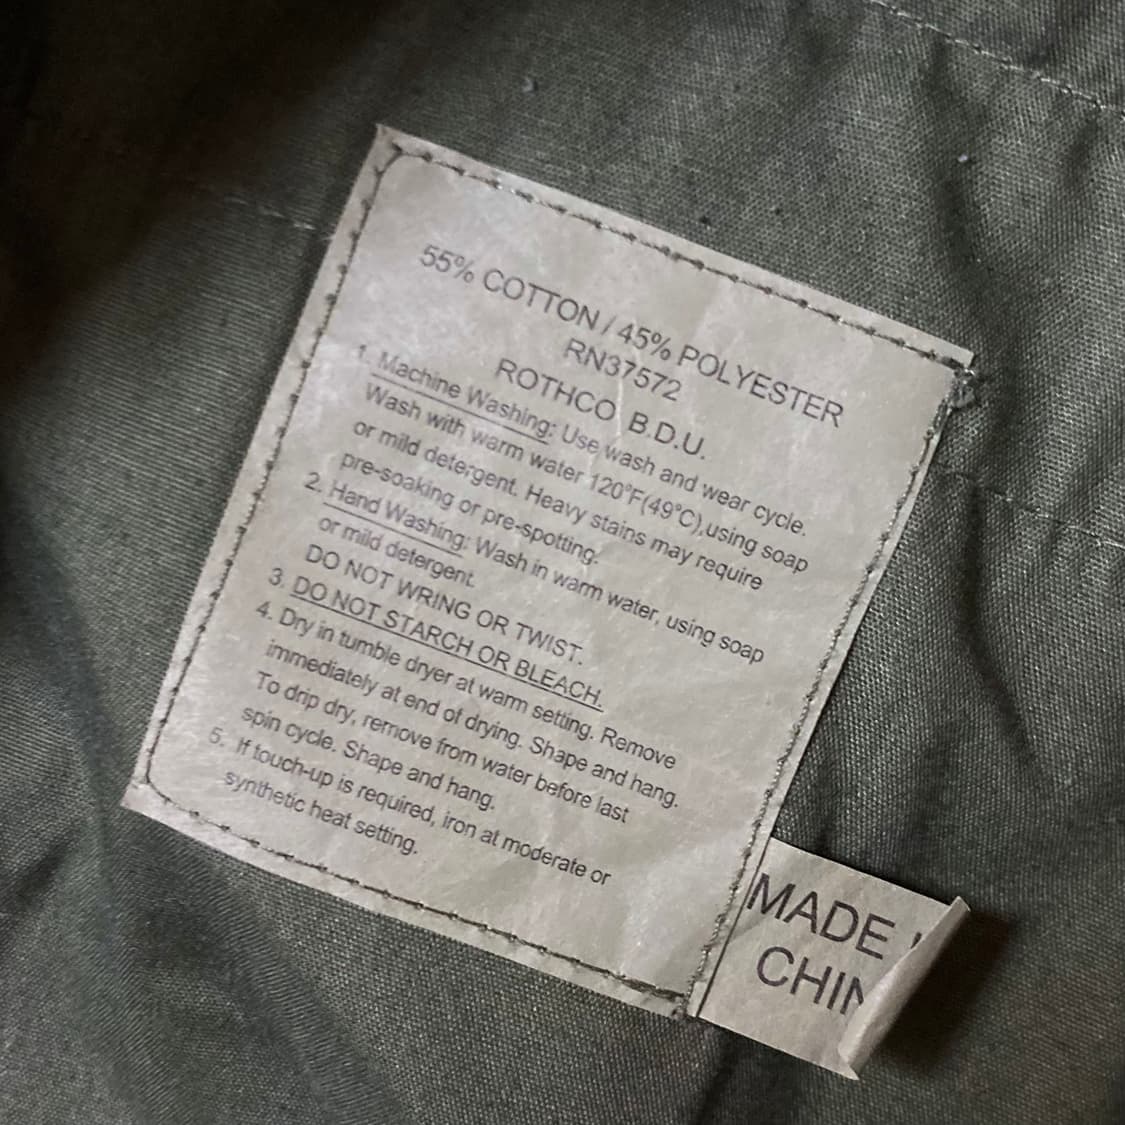 55% COTTON / 45% POLYESTER
RN37572
ROTHCO B.D.U.
1. Machine Washing: Use wash and wear cycle.
Wash with warm water 120°F(49°C),using soap
or mild detergent. Heavy stains may require
pre-soaking or pre-spotting.
2. Hand Washing: Wash in warm water, using soap
or mild detergent.
DO NOT WRING OR TWIST.
3. DO NOT STARCH OR BLEACH.
4. Dry in tumble dryer at warm setting. Remove
immediately at end of drying. Shape and hang.
To drip dry, remove from water before last
spin cycle. Shape and hang.
5. If touch-up is required, iron at moderate or
synthetic heat setting.
MADE
CHIN